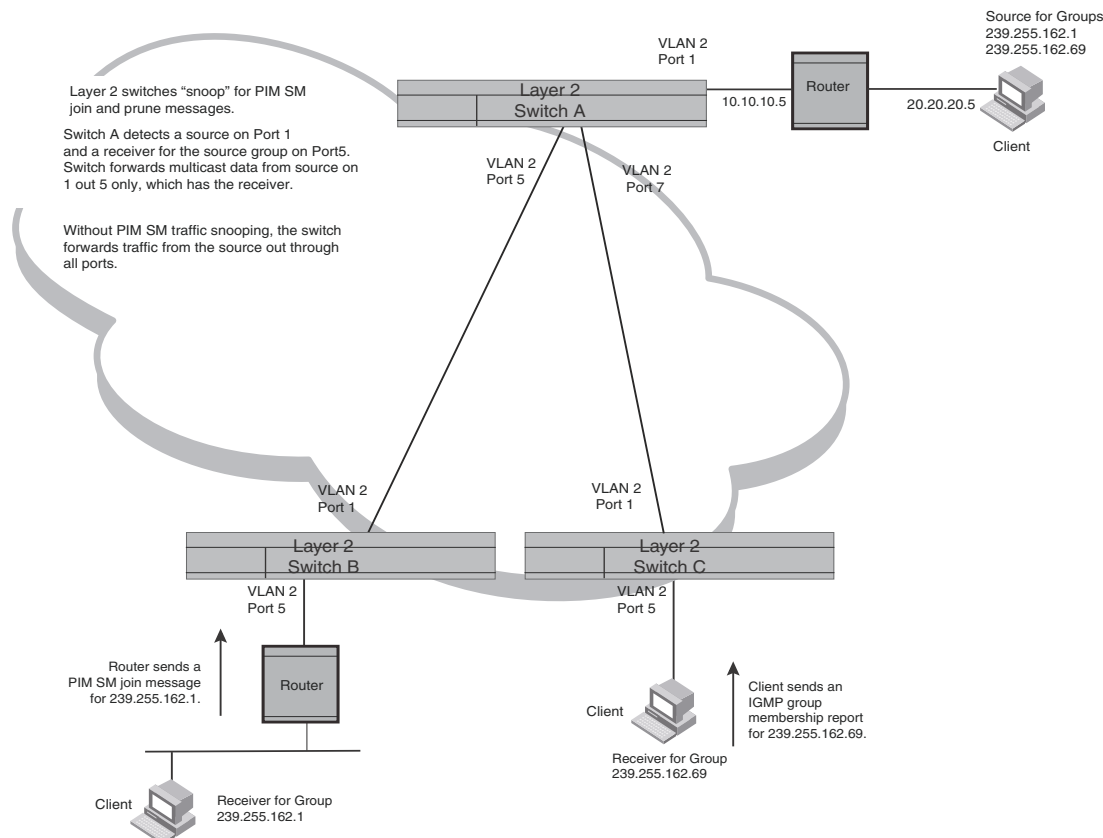 Source for Groups
239.255.162.1
239.255.162.69
VLAN 2
Port 1
Layer 2 switches “snoop” for PIM SM
join and prune messages.
Switch A detects a source on Port 1
and a receiver for the source group on Port5.
Switch forwards multicast data from source on
1 out 5 only, which has the receiver.
Without PIM SM traffic snooping, the switch
forwards traffic from the source out through
all ports.
Layer 2
Switch A
10.10.10.5
Router
20.20.20.5
Client
VLAN 2
Port 5
VLAN 2
Port 7
VLAN 2
Port 1
VLAN 2
Port 1
Layer 2
Switch B
Layer 2
Switch C
VLAN 2
Port 5
VLAN 2
Port 5
Router sends a
PIM SM join message
for 239.255.162.1.
Router
Client
Client sends an
IGMP group
membership report
for 239.255.162.69.
Receiver for Group
239.255.162.69
Client
Receiver for Group
239.255.162.1